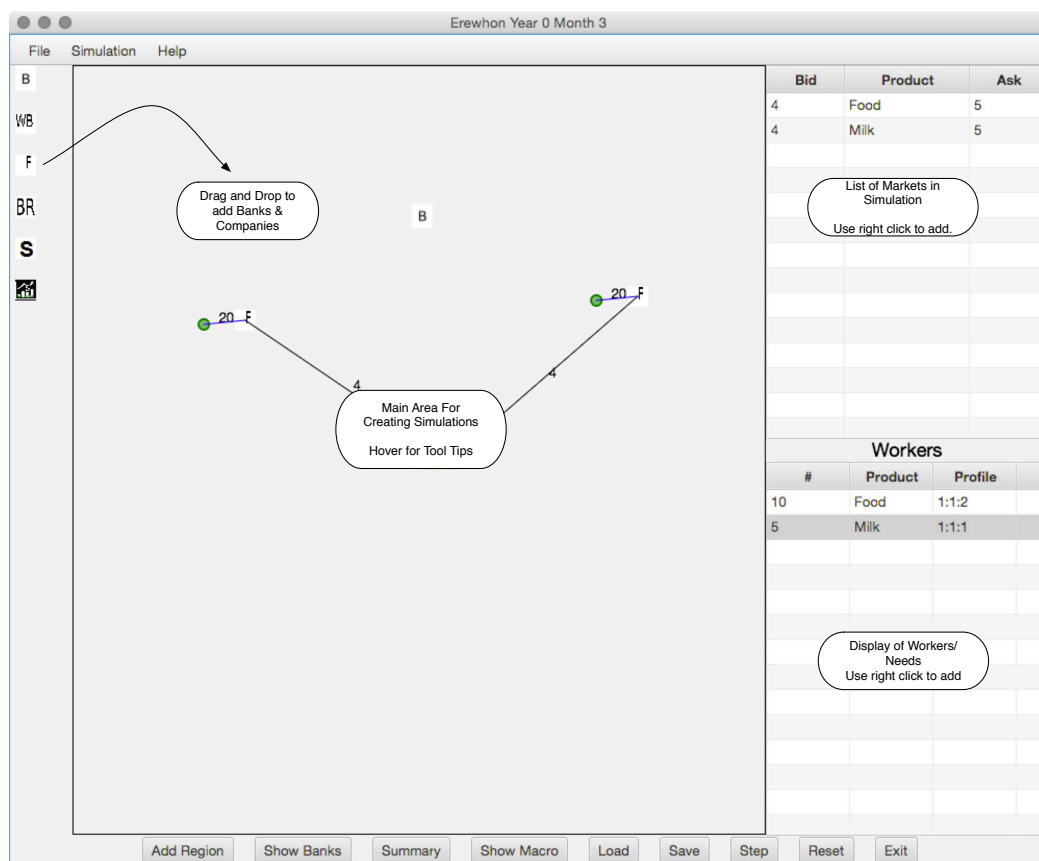 Erewhon Year 0 Month 3
File Simulation Help
B
WB
F
BR
S
Drag and Drop to
add Banks &
Companies
B
20 F
20 F
4
4
Main Area For
Creating Simulations
Hover for Tool Tips
Bid Product Ask
4 Food 5
4 Milk 5
List of Markets in
Simulation
Use right click to add.
Workers
# Product Profile
10 Food 1:1:2
5 Milk 1:1:1
Display of Workers/
Needs
Use right click to add
Add Region Show Banks Summary Show Macro Load Save Step Reset Exit